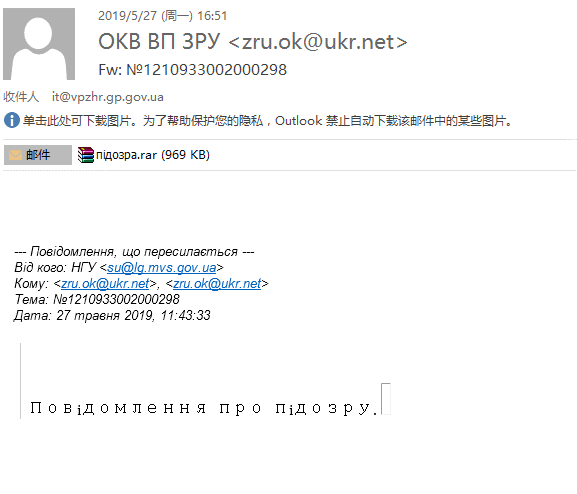 2019/5/27 (周一) 16:51
ОКВ ВП ЗРУ <zru.ok@ukr.net>
Fw: №1210933002000298
收件人 it@vpzhr.gp.gov.ua
单击此处可下载图片。为了帮助保护您的隐私，Outlook 禁止自动下载该邮件中的某些图片。
邮件 підозра.rar (969 KB)
--- Повідомлення, що пересилається ---
Від кого: НГУ <su@lg.mvs.gov.ua>
Кому: <zru.ok@ukr.net>, <zru.ok@ukr.net>
Тема: №1210933002000298
Дата: 27 травня 2019, 11:43:33
Повідомлення про підозру.